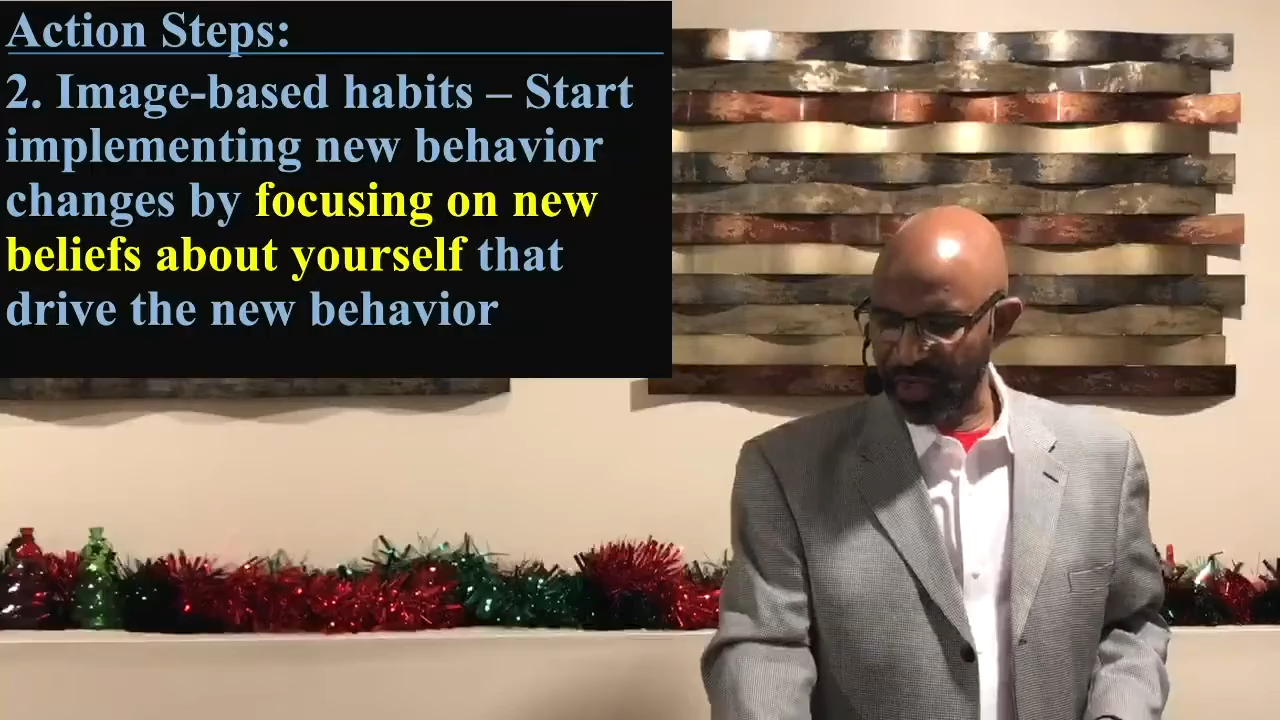 Action Steps:
2. Image-based habits – Start
implementing new behavior
changes by focusing on new
beliefs about yourself that
drive the new behavior